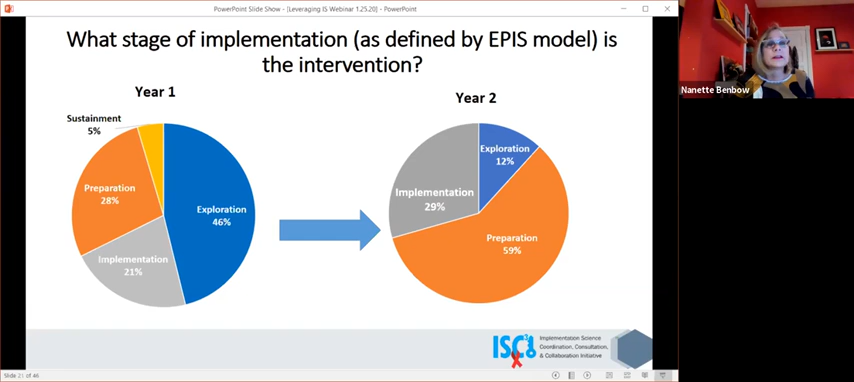 PowerPoint Slide Show - [Leveraging IS Webinar 1.25.20] - PowerPoint
What stage of implementation (as defined by EPIS model) is
the intervention?
Year 1
Year 2
Sustainment
5%
Preparation
28%
Exploration
46%
Implementation
21%
Exploration
12%
Implementation
29%
Preparation
59%
ISC3I
Implementation Science
Coordination, Consultation,
& Collaboration Initiative
Slide 21 of 46
Nanette Benbow